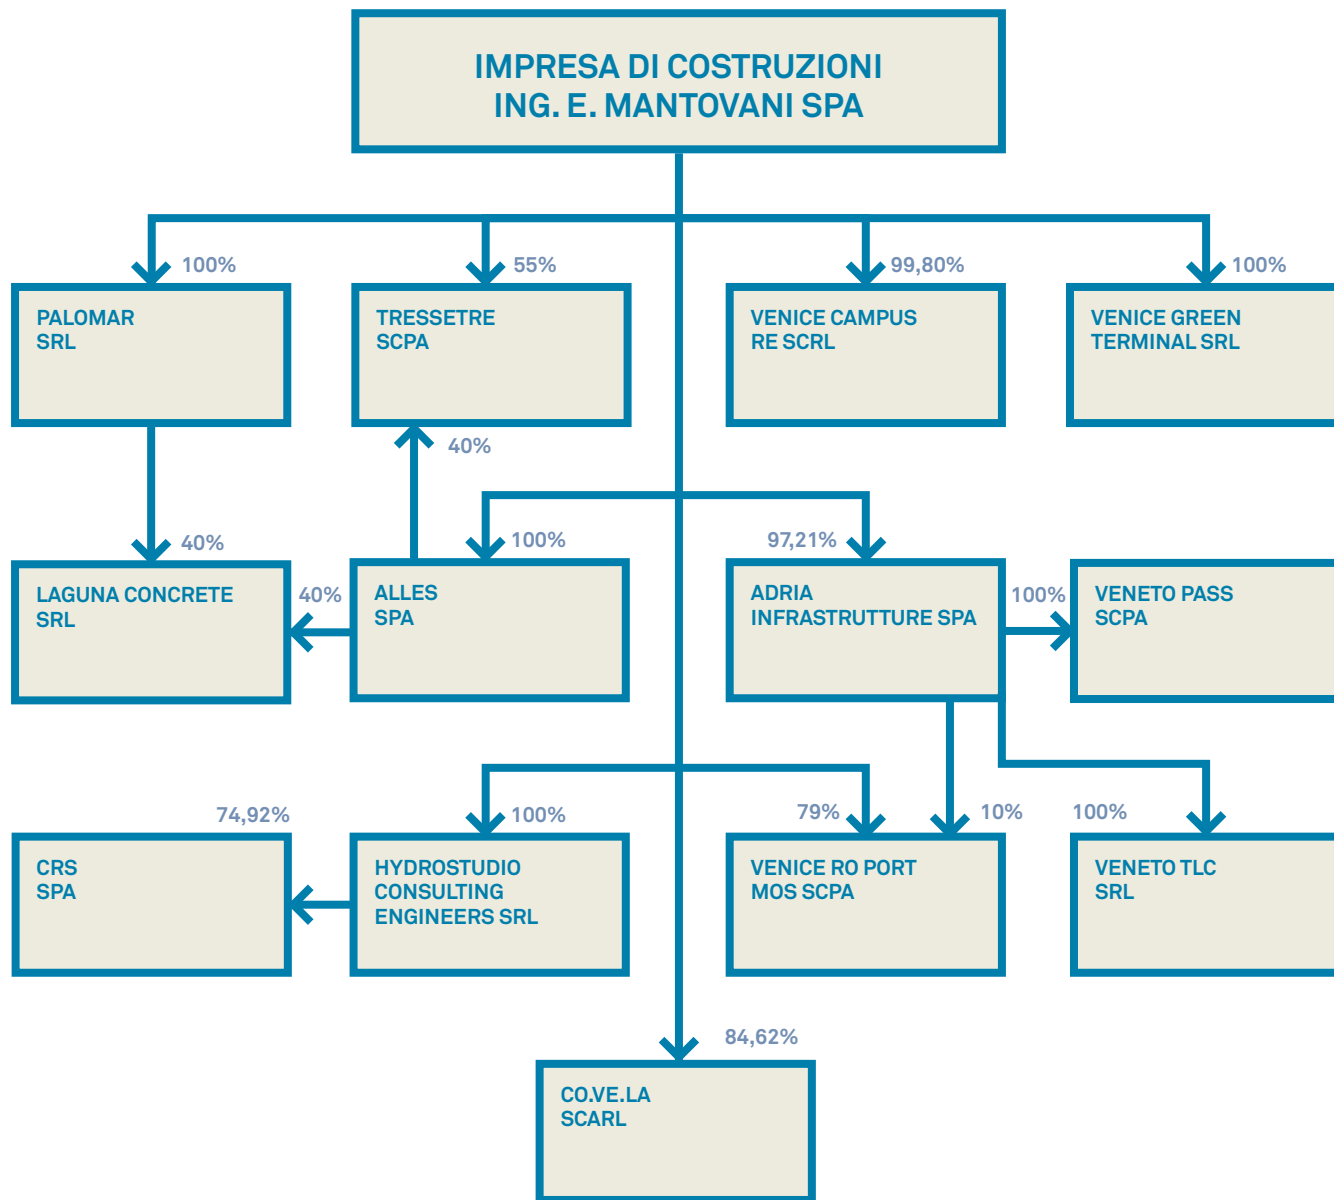 IMPRESA DI COSTRUZIONI
ING. E. MANTOVANI SPA
100%
55%
99,80%
100%
PALOMAR
SRL
TRESSETRE
SCPA
VENICE CAMPUS
RE SCRL
VENICE GREEN
TERMINAL SRL
40%
40%
100%
97,21%
LAGUNA CONCRETE
SRL
40%
ALLES
SPA
ADRIA
INFRASTRUTTURE SPA
100%
VENETO PASS
SCPA
74,92%
100%
79%
10%
100%
CRS
SPA
HYDROSTUDIO
CONSULTING
ENGINEERS SRL
VENICE RO PORT
MOS SCPA
VENETO TLC
SRL
84,62%
CO.VE.LA
SCARL